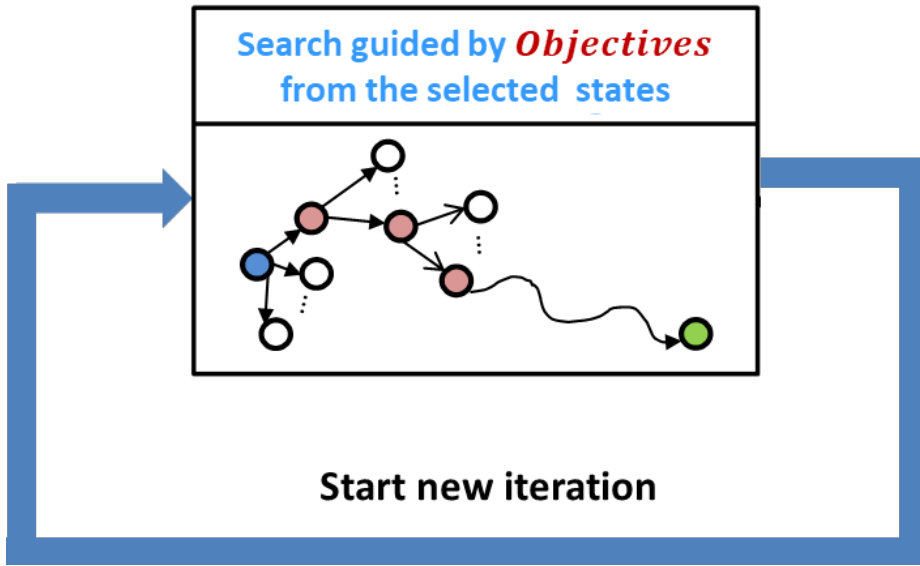 Search guided by Objectives
from the selected states
Start new iteration